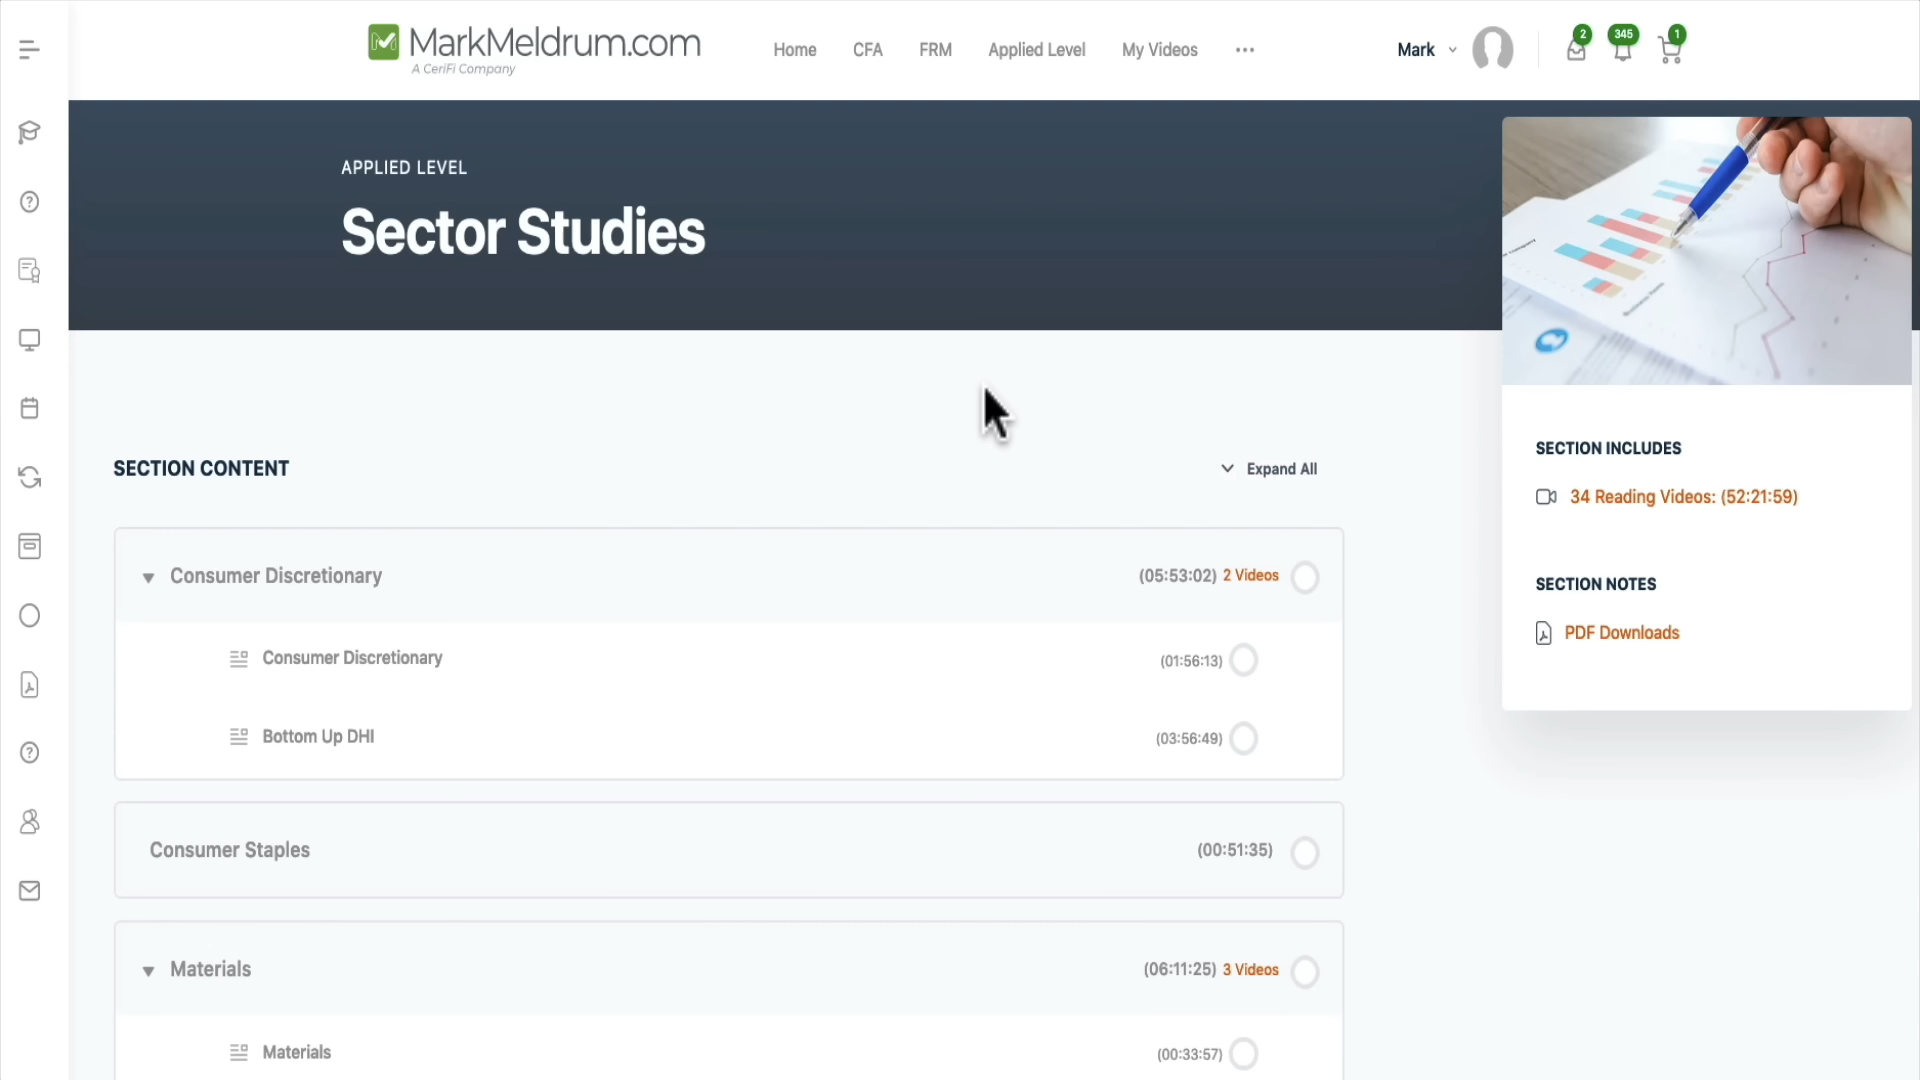 MarkMeldrum.com
A CeriFi Company
Home
CFA
FRM
Applied Level
My Videos
Mark
2
345
1
APPLIED LEVEL
Sector Studies
SECTION CONTENT
Expand All
Consumer Discretionary
(05:53:02) 2 Videos
Consumer Discretionary
(01:56:13)
Bottom Up DHI
(03:56:49)
Consumer Staples
(00:51:35)
Materials
(06:11:25) 3 Videos
Materials
(00:33:57)
SECTION INCLUDES
34 Reading Videos: (52:21:59)
SECTION NOTES
PDF Downloads